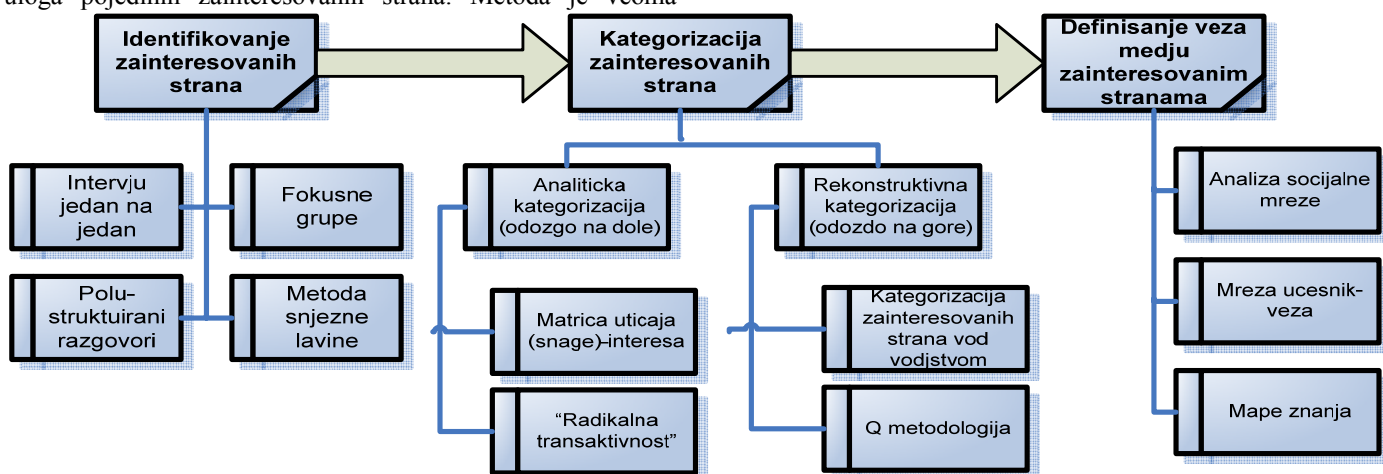 uloga pojedinih zainteresovanih strana. Metoda je veoma
Identifikovanje
zainteresovanih
strana
Kategorizacija
zainteresovanih
strana
Definisanje veza
medju
zainteresovanim
stranama
Intervju
jedan na
jedan
Fokusne
grupe
Polu-
struktuirani
razgovori
Metoda
snjezne
lavine
Analiticka
kategorizacija
(odozgo na dole)
Matrica uticaja
(snage)-interesa
“Radikalna
transaktivnost”
Rekonstruktivna
kategorizacija
(odozdo na gore)
Kategorizacija
zainteresovanih
strana vod
vodjstvom
Q metodologija
Analiza socijalne
mreze
Mreza ucesnik-
veza
Mape znanja